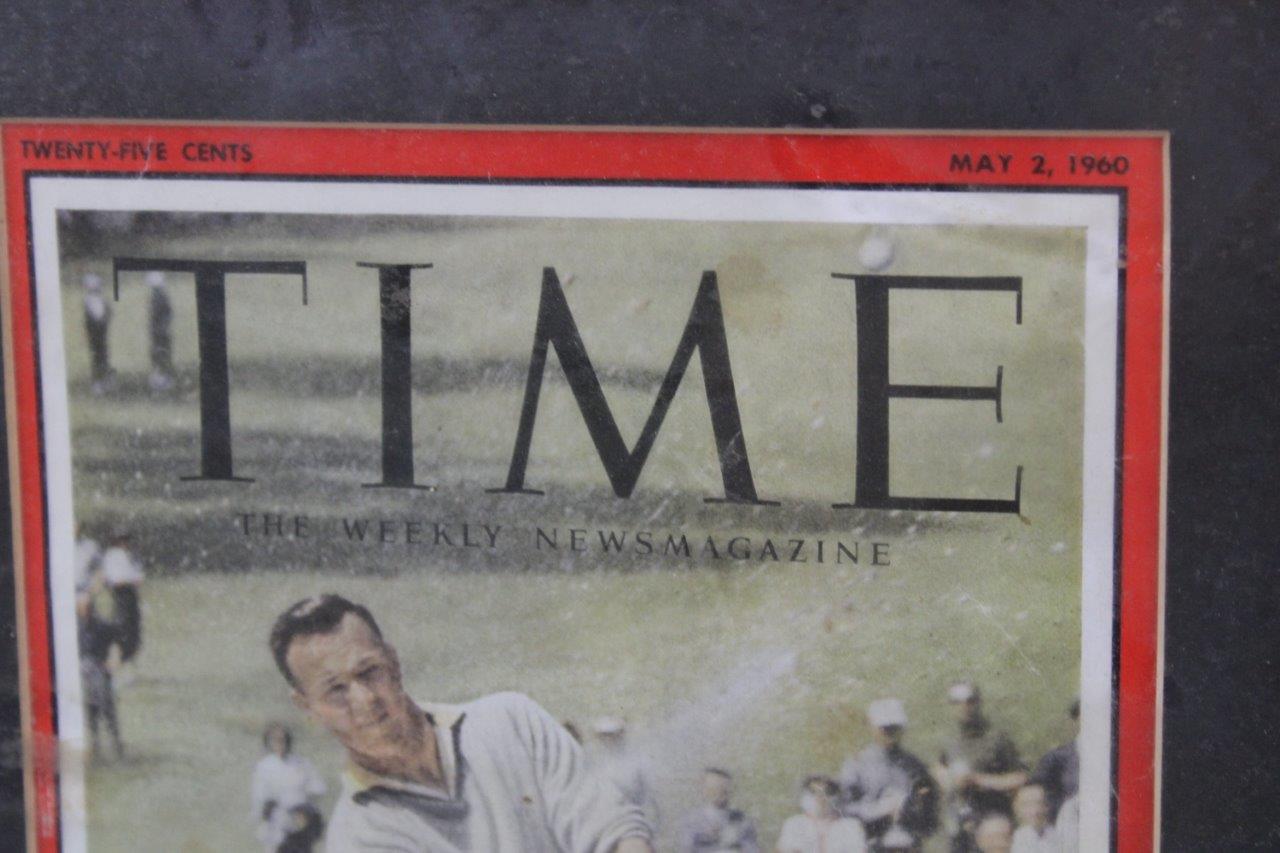 TWENTY-FIVE CENTS
MAY 2, 1960
TIME
THE WEEKLY NEWSMAGAZINE